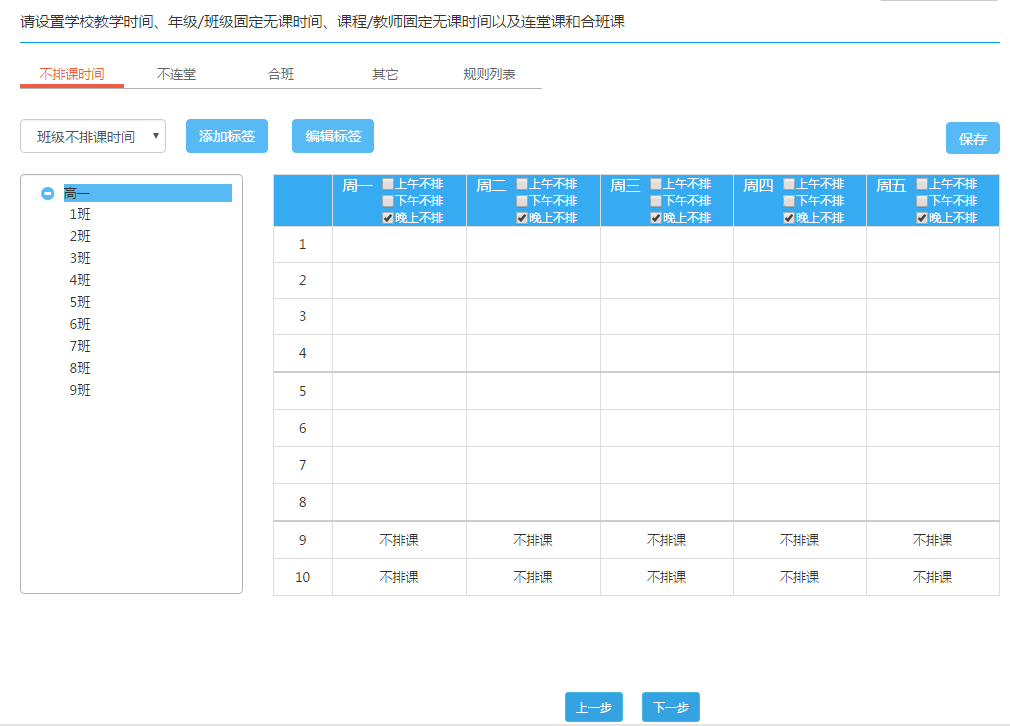 请设置学校教学时间、年级/班级固定无课时间、课程/教师固定无课时间以及连堂课和合班课
不排课时间 不连堂 合班 其它 规则列表
班级不排课时间 添加标签 编辑标签 保存
高一
1班
2班
3班
4班
5班
6班
7班
8班
9班
周一 上午不排 周二 上午不排 周三 上午不排 周四 上午不排 周五 上午不排
下午不排 下午不排 下午不排 下午不排 下午不排
晚上不排 晚上不排 晚上不排 晚上不排 晚上不排
1
2
3
4
5
6
7
8
9 不排课 不排课 不排课 不排课 不排课
10 不排课 不排课 不排课 不排课 不排课
上一步 下一步